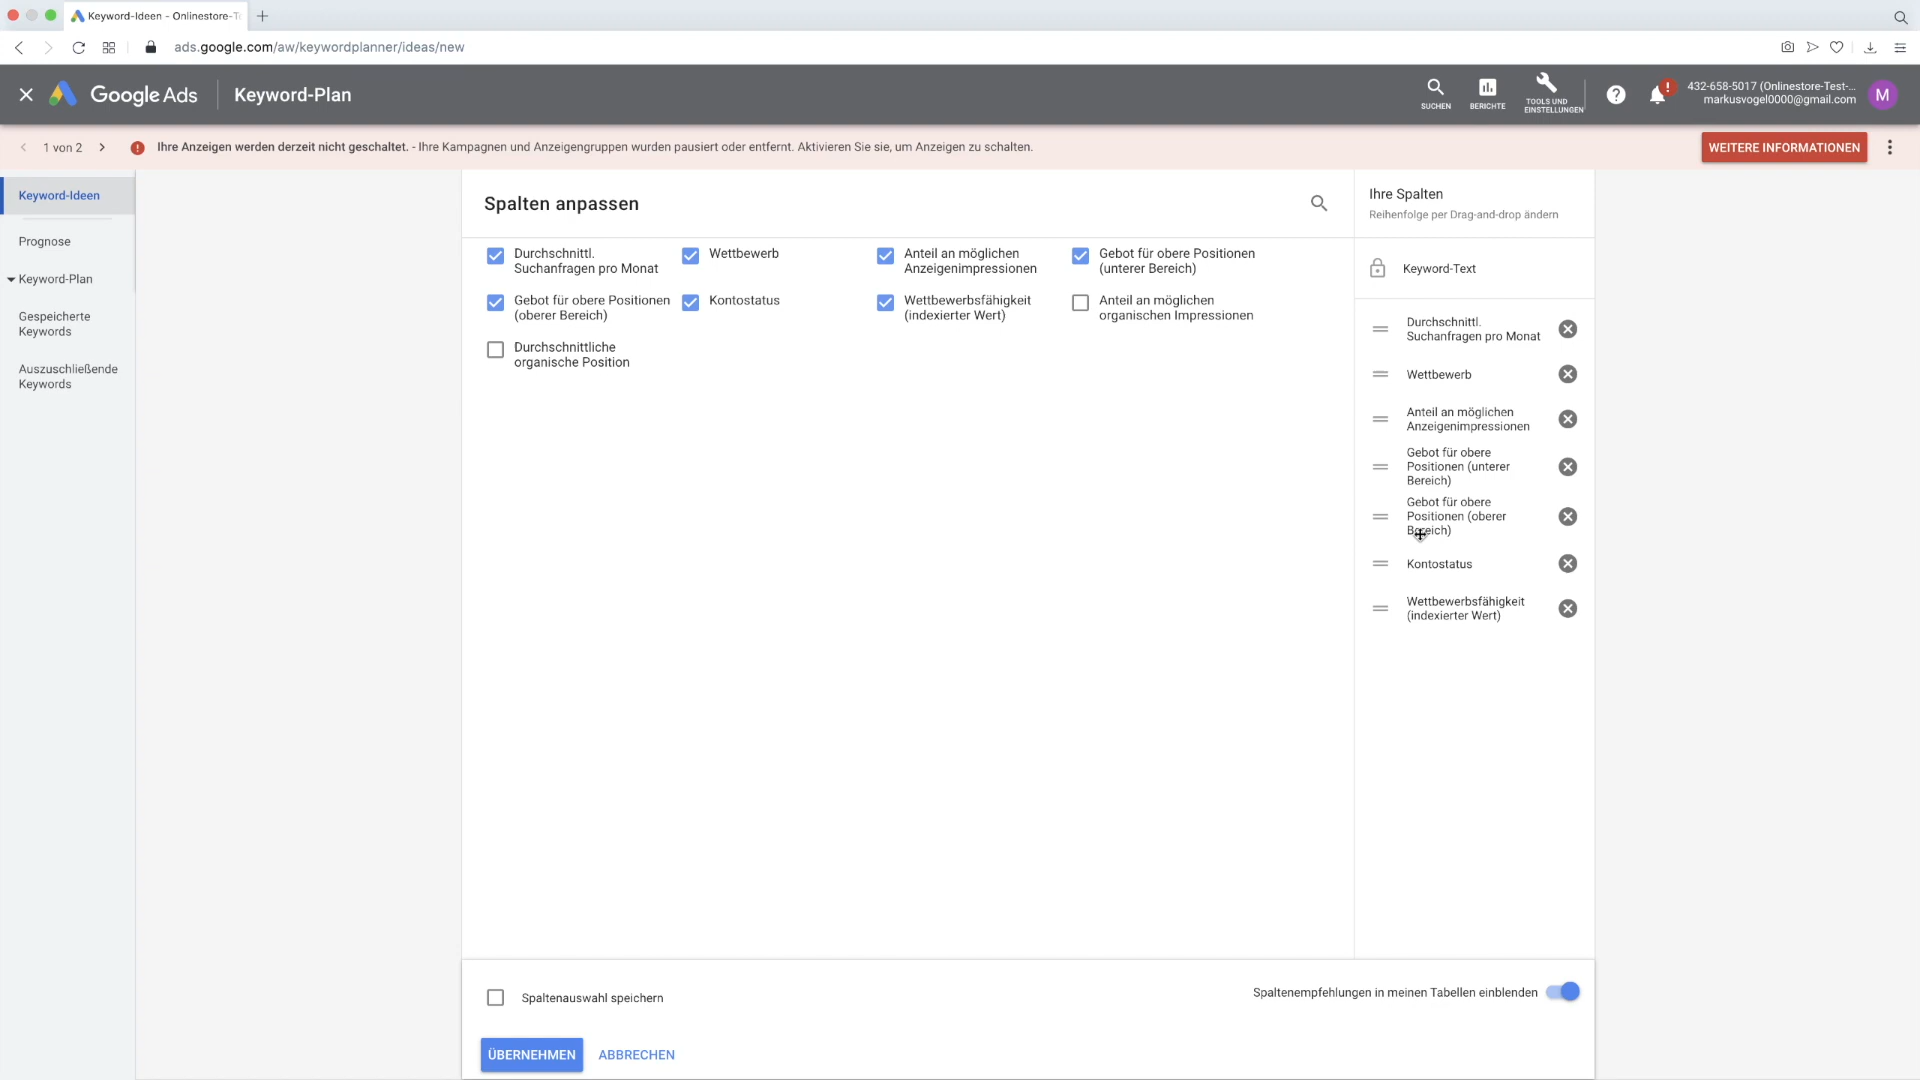 Keyword-Ideen - Onlinestore-Te
ads.google.com/aw/keywordplanner/ideas/new
Google Ads
Keyword-Plan
SUCHEN
BERICHTE
TOOLS UND
EINSTELLUNGEN
432-658-5017 (Onlinestore-Test-...
markusvogel0000@gmail.com
M
1 von 2
Ihre Anzeigen werden derzeit nicht geschaltet. - Ihre Kampagnen und Anzeigengruppen wurden pausiert oder entfernt. Aktivieren Sie sie, um Anzeigen zu schalten.
WEITERE INFORMATIONEN
Keyword-Ideen
Prognose
Keyword-Plan
Gespeicherte
Keywords
Auszuschließende
Keywords
Spalten anpassen
Durchschnittl.
Suchanfragen pro Monat
Wettbewerb
Anteil an möglichen
Anzeigenimpressionen
Gebot für obere Positionen
(unterer Bereich)
Gebot für obere Positionen
(oberer Bereich)
Kontostatus
Wettbewerbsfähigkeit
(indexierter Wert)
Anteil an möglichen
organischen Impressionen
Durchschnittliche
organische Position
Ihre Spalten
Reihenfolge per Drag-and-drop ändern
Keyword-Text
Durchschnittl.
Suchanfragen pro Monat
Wettbewerb
Anteil an möglichen
Anzeigenimpressionen
Gebot für obere
Positionen (unterer
Bereich)
Gebot für obere
Positionen (oberer
Bereich)
Kontostatus
Wettbewerbsfähigkeit
(indexierter Wert)
Spaltenauswahl speichern
Spaltenempfehlungen in meinen Tabellen einblenden
ÜBERNEHMEN
ABBRECHEN